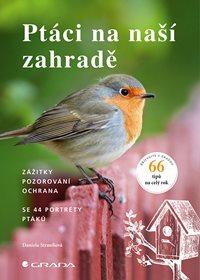 Ptáci na naší
zahradě
ZÁŽITKY
POZOROVÁNÍ
OCHRANA
SE 44 PORTRÉTY
PTÁKŮ
66
tipů
na celý rok
Daniela Strauß​ová
GRADA